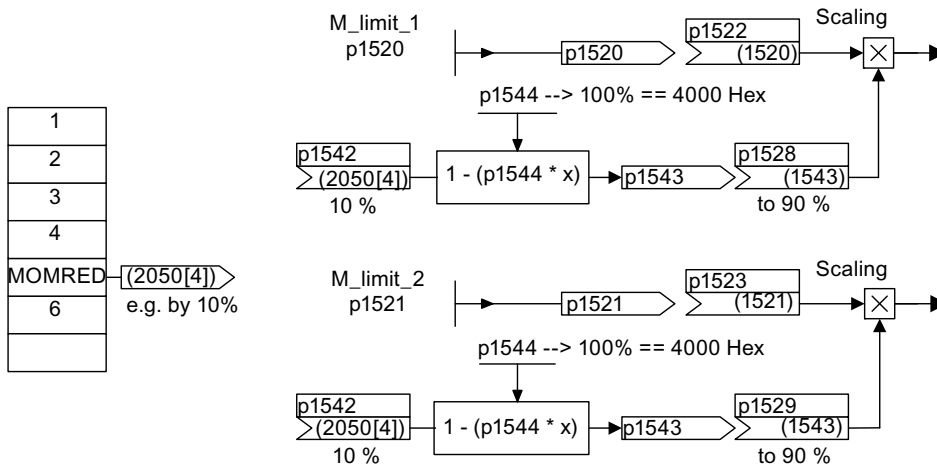 1
2
3
4
MOMRED
6
(2050[4])
e.g. by 10%
M_limit_1
p1520
p1520
p1522
(1520)
Scaling
×
p1544 --> 100% == 4000 Hex
p1542
(2050[4])
10 %
1 - (p1544 * x)
p1543
p1528
(1543)
to 90 %
M_limit_2
p1521
p1521
p1523
(1521)
Scaling
×
p1544 --> 100% == 4000 Hex
p1542
(2050[4])
10 %
1 - (p1544 * x)
p1543
p1529
(1543)
to 90 %